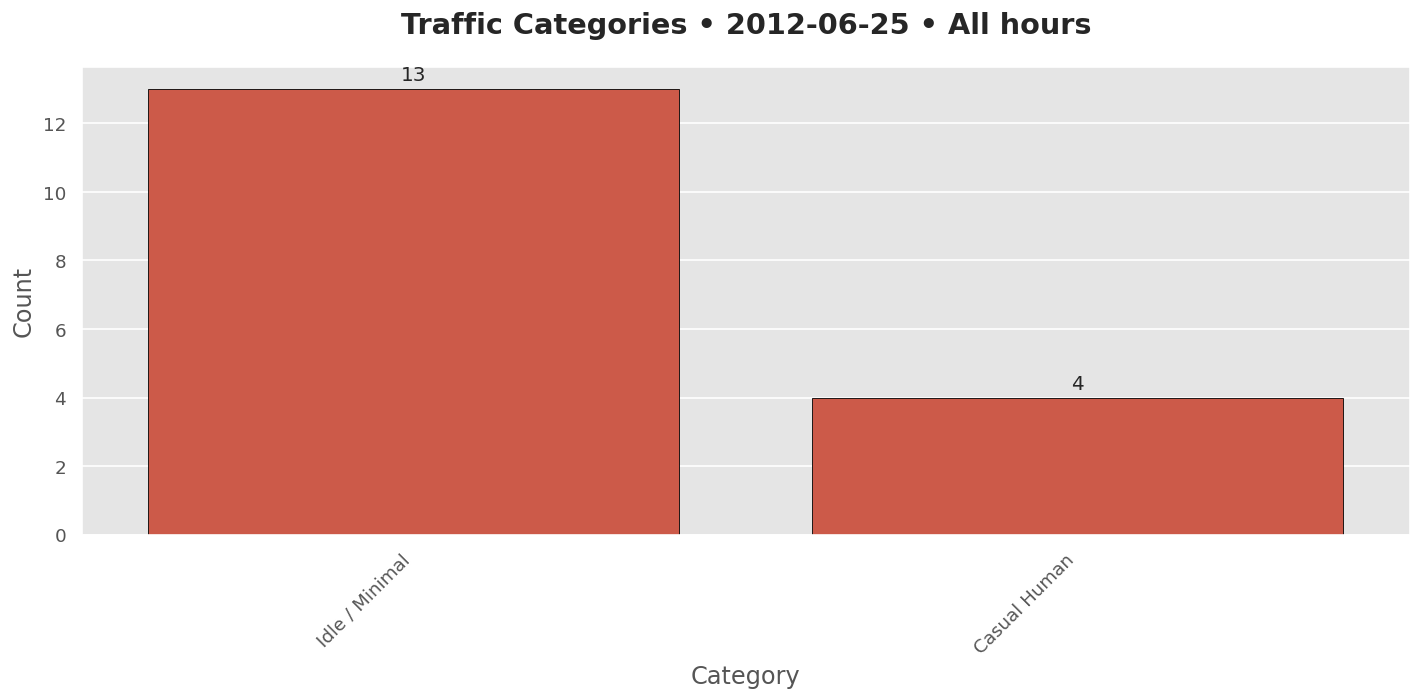 Traffic Categories • 2012-06-25 • All hours
13
12
10
8
6
4
4
2
0
Count
Idle / Minimal
Casual Human
Category